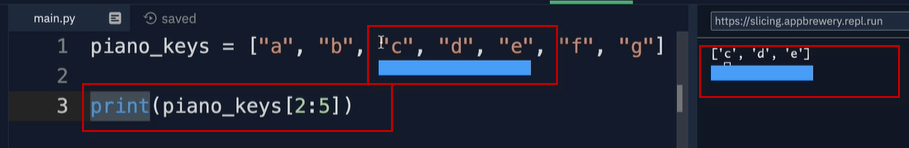 main.py saved
https://slicing.appbrewery.repl.run
1 piano_keys = ["a", "b", "c", "d", "e", "f", "g"]
['c', 'd', 'e']
2
3 print(piano_keys[2:5])